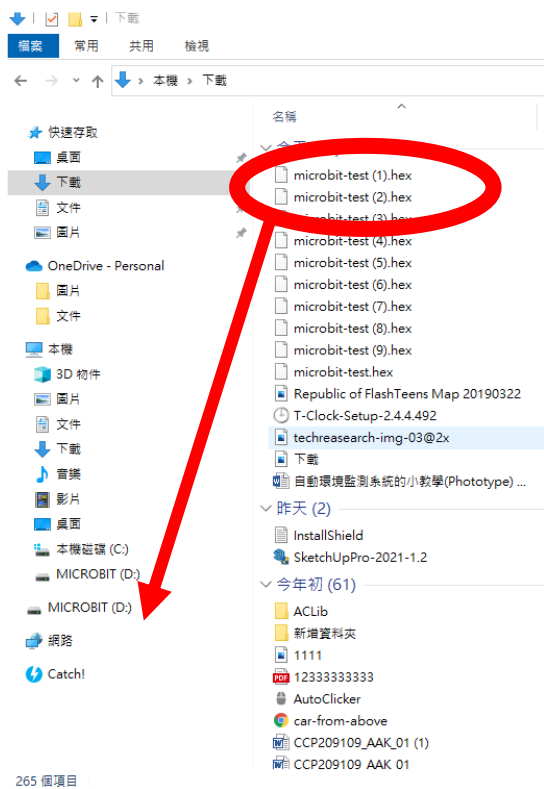 下載
檔案 常用 共用 檢視
本機 下載
名稱
快速存取
桌面
下載
文件
圖片
OneDrive - Personal
圖片
文件
本機
3D 物件
圖片
文件
下載
音樂
影片
桌面
本機磁碟 (C:)
MICROBIT (D:)
MICROBIT (D:)
網路
Catch!
microbit-test (1).hex
microbit-test (2).hex
microbit-test (3).hex
microbit-test (4).hex
microbit-test (5).hex
microbit-test (6).hex
microbit-test (7).hex
microbit-test (8).hex
microbit-test (9).hex
microbit-test.hex
Republic of FlashTeens Map 20190322
T-Clock-Setup-2.4.4.492
techreasearch-img-03@2x
下載
自動環境監測系統的小教學(Phototype) ...
昨天 (2)
InstallShield
SketchUpPro-2021-1.2
今年初 (61)
ACLib
新增資料夾
1111
PDF 12333333333
AutoClicker
car-from-above
CCP209109_AAK_01 (1)
CCP209109 AAK 01
265 個項目